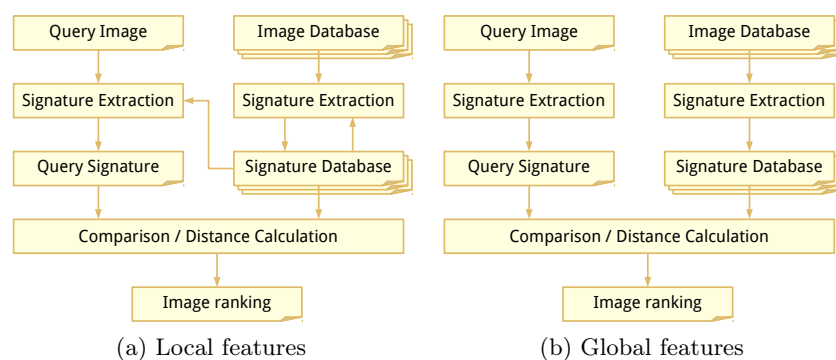 Query Image
Image Database
Signature Extraction
Signature Extraction
Query Signature
Signature Database
Comparison / Distance Calculation
Image ranking
(a) Local features
Query Image
Image Database
Signature Extraction
Signature Extraction
Query Signature
Signature Database
Comparison / Distance Calculation
Image ranking
(b) Global features